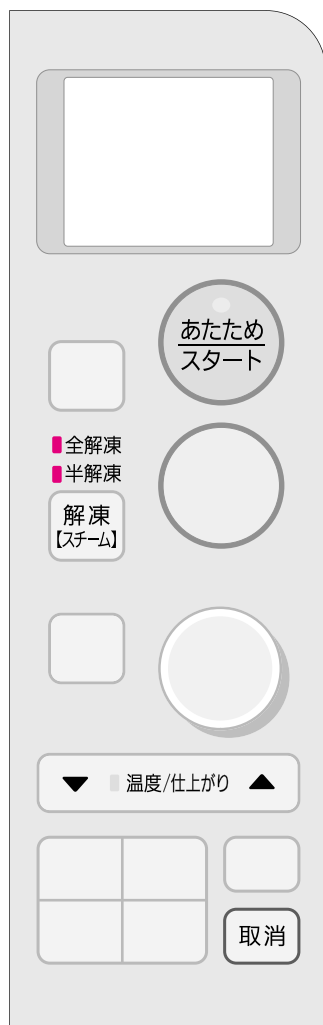 あたため
スタート
全解凍
半解凍
解凍
【スチーム】
▼ 温度/仕上がり ▲
取消